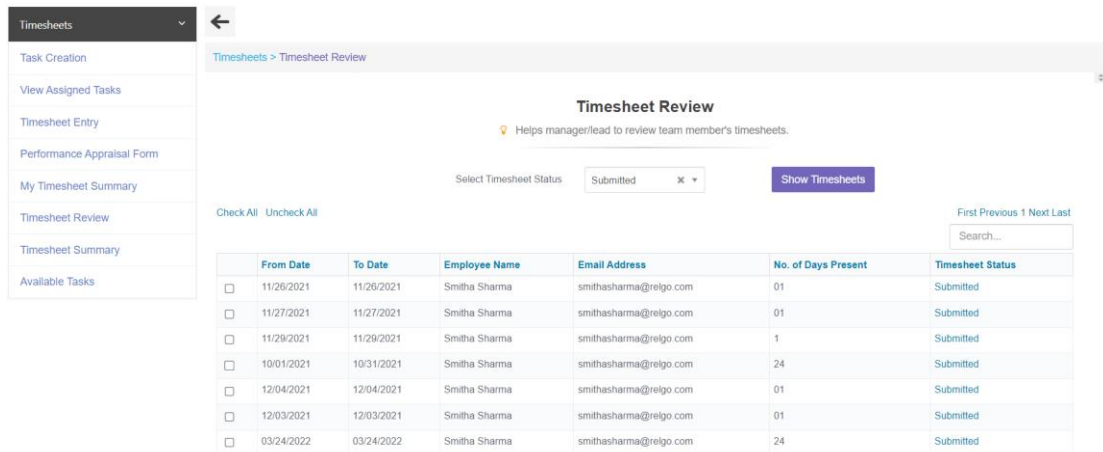 Timesheets
Task Creation
View Assigned Tasks
Timesheet Entry
Performance Appraisal Form
My Timesheet Summary
Timesheet Review
Timesheet Summary
Available Tasks
Timesheets > Timesheet Review
Timesheet Review
Helps manager/lead to review team member's timesheets.
Select Timesheet Status Submitted Show Timesheets
Check All Uncheck All First Previous 1 Next Last
Search...
From Date To Date Employee Name Email Address No. of Days Present Timesheet Status
11/26/2021 11/26/2021 Smitha Sharma smithasharma@relgo.com 01 Submitted
11/27/2021 11/27/2021 Smitha Sharma smithasharma@relgo.com 01 Submitted
11/29/2021 11/29/2021 Smitha Sharma smithasharma@relgo.com 1 Submitted
10/01/2021 10/31/2021 Smitha Sharma smithasharma@relgo.com 24 Submitted
12/04/2021 12/04/2021 Smitha Sharma smithasharma@relgo.com 01 Submitted
12/03/2021 12/03/2021 Smitha Sharma smithasharma@relgo.com 01 Submitted
03/24/2022 03/24/2022 Smitha Sharma smithasharma@relgo.com 24 Submitted